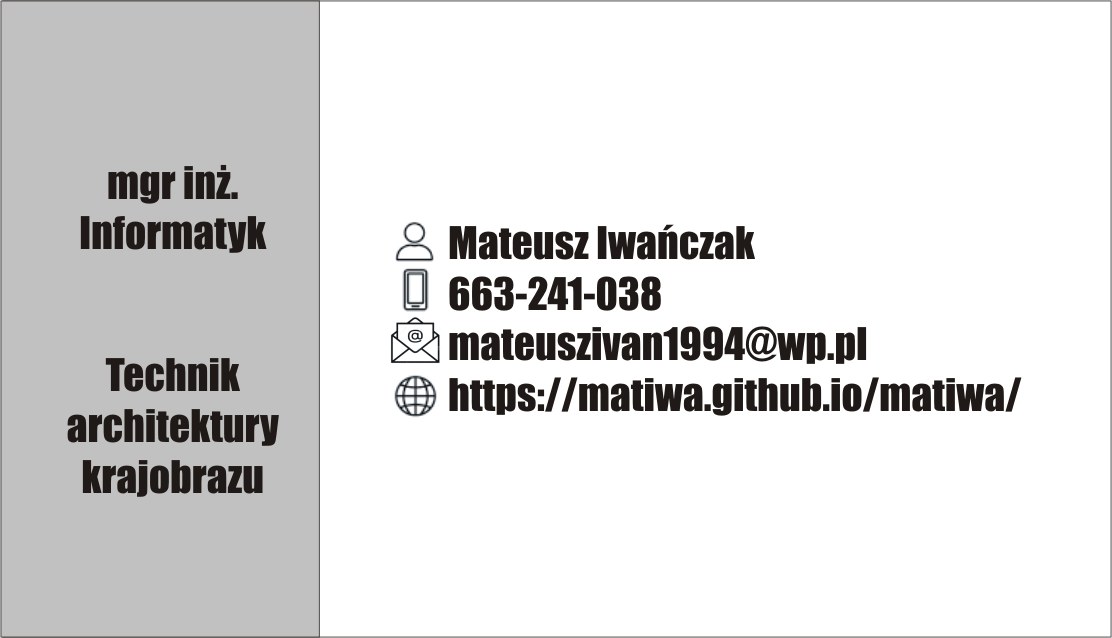 mgr inż.
Informatyk
Technik
architektury
krajobrazu
Mateusz Iwańczak
663-241-038
@
mateuszivan1994@wp.pl
https://matiwa.github.io/matiwa/